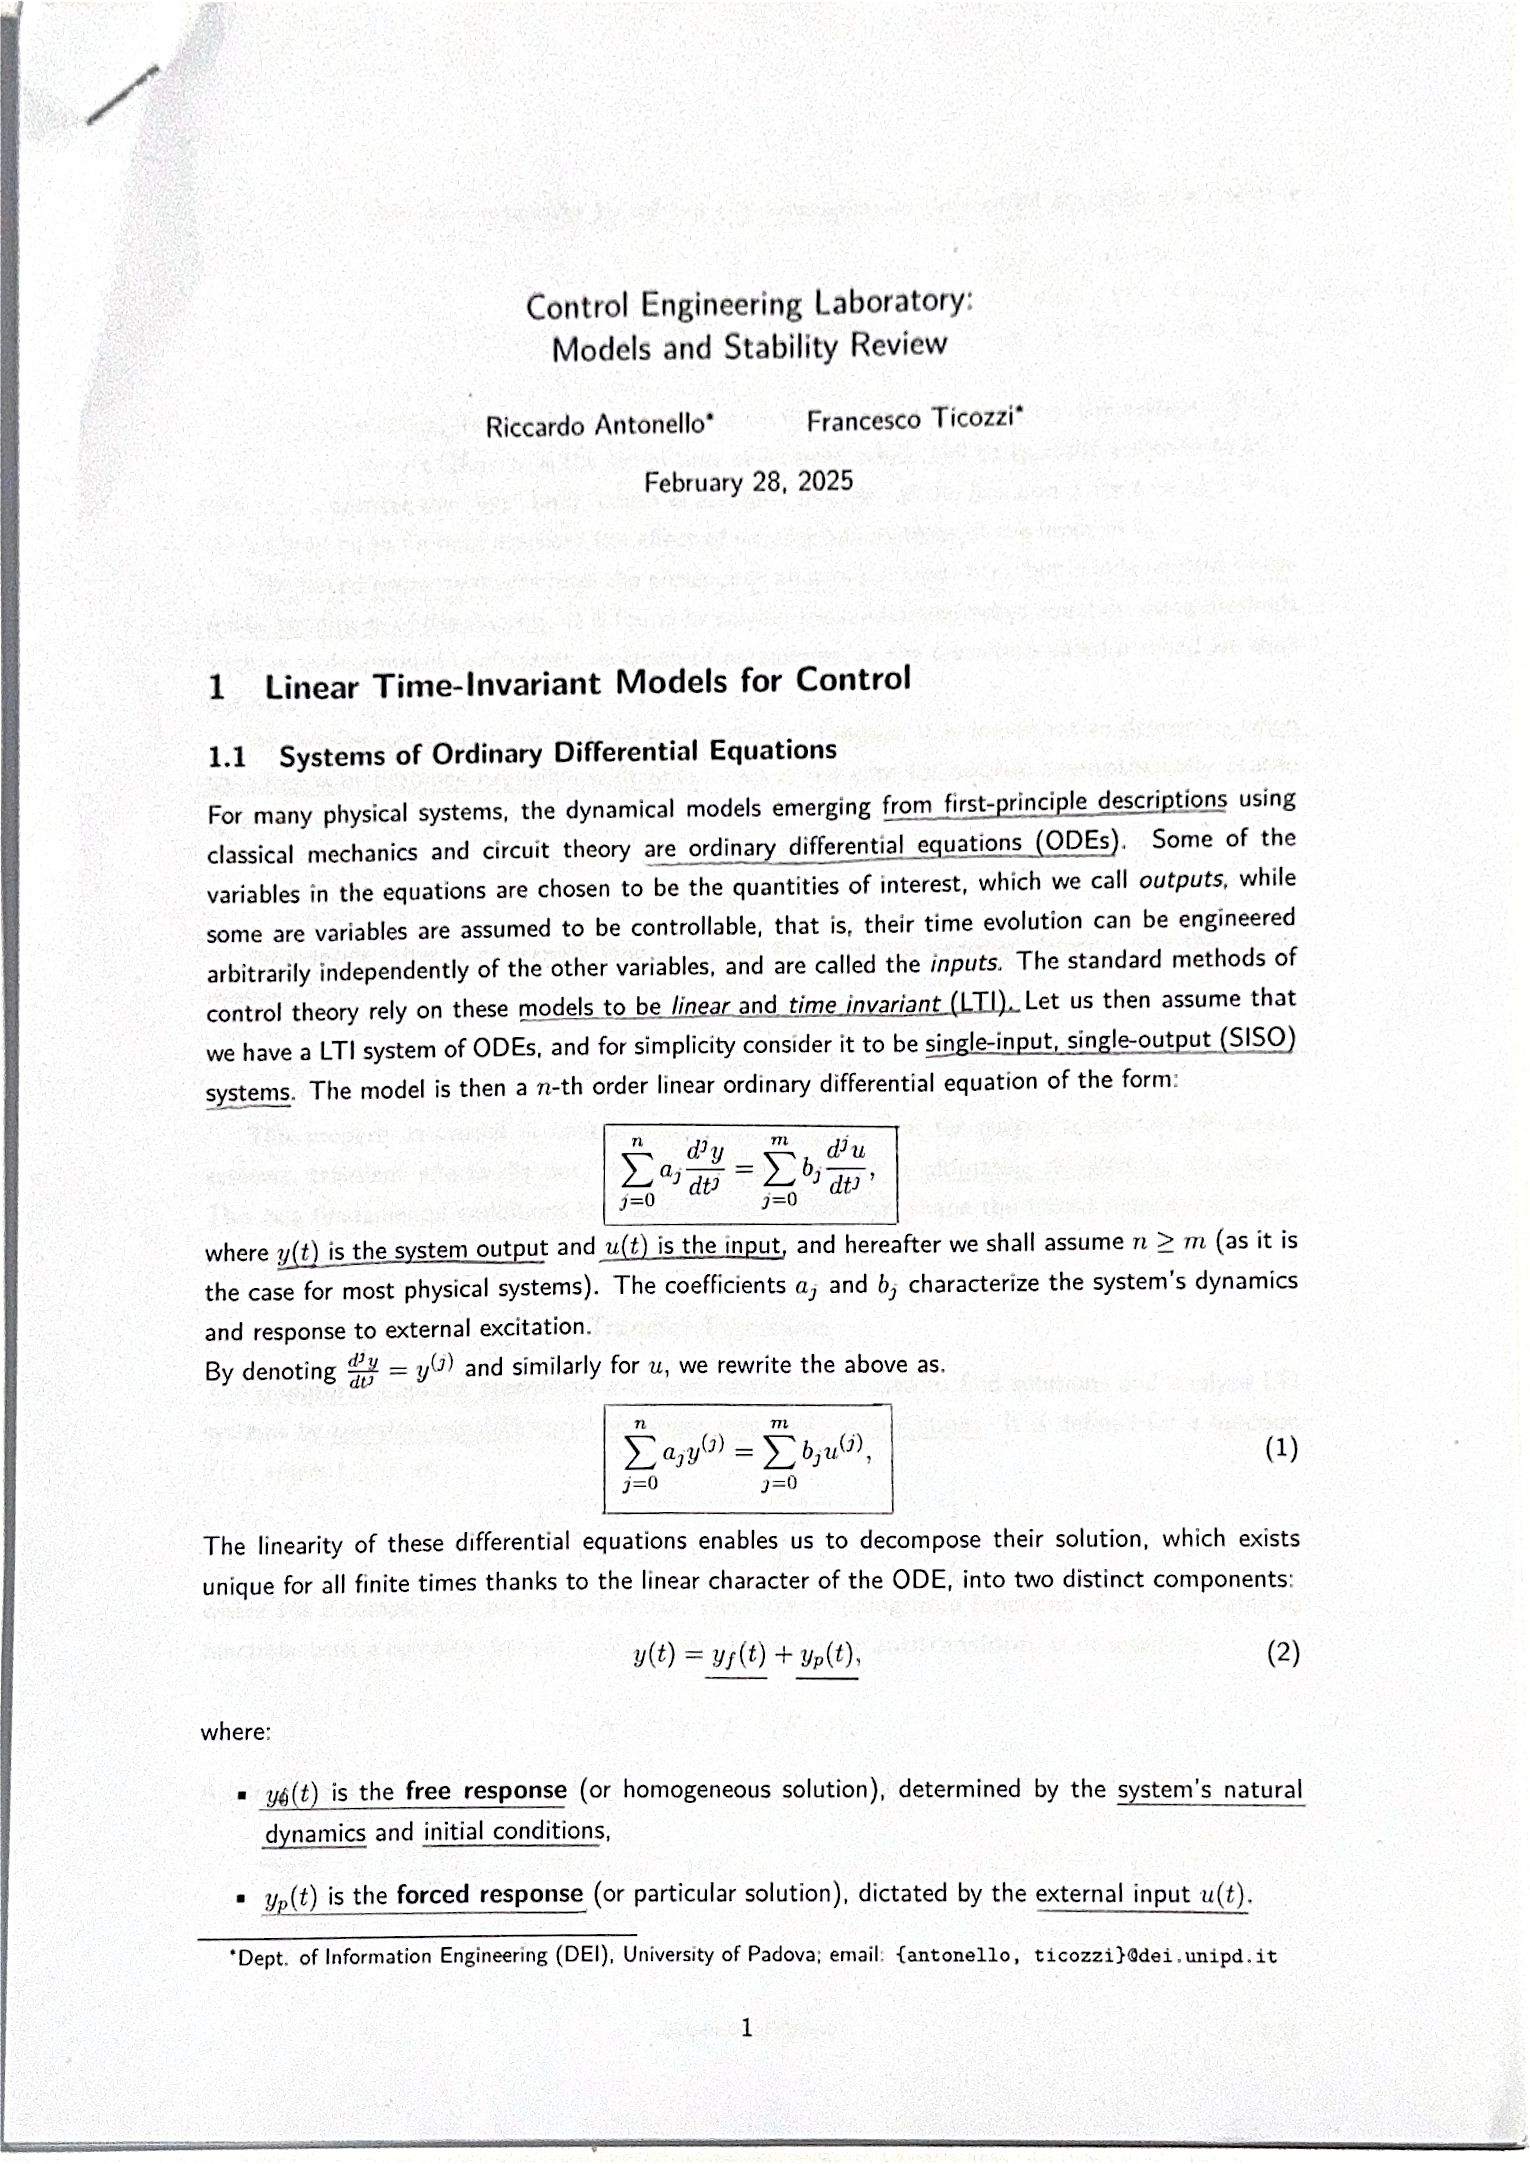 Control Engineering Laboratory:
Models and Stability Review
Riccardo Antonello* Francesco Ticozzi*
February 28, 2025
1 Linear Time-Invariant Models for Control
1.1 Systems of Ordinary Differential Equations
For many physical systems, the dynamical models emerging from first-principle descriptions using
classical mechanics and circuit theory are ordinary differential equations (ODEs). Some of the
variables in the equations are chosen to be the quantities of interest, which we call outputs, while
some are variables are assumed to be controllable, that is, their time evolution can be engineered
arbitrarily independently of the other variables, and are called the inputs. The standard methods of
control theory rely on these models to be linear and time invariant (LTI). Let us then assume that
we have a LTI system of ODEs, and for simplicity consider it to be single-input, single-output (SISO)
systems. The model is then a n-th order linear ordinary differential equation of the form:
\sum_{j=0}^{n} a_j \frac{d^j y}{dt^j} = \sum_{j=0}^{m} b_j \frac{d^j u}{dt^j},
where y(t) is the system output and u(t) is the input, and hereafter we shall assume n ≥ m (as it is
the case for most physical systems). The coefficients a_j and b_j characterize the system's dynamics
and response to external excitation.
By denoting \frac{d^j y}{dt^j} = y^{(j)} and similarly for u, we rewrite the above as.
\sum_{j=0}^{n} a_j y^{(j)} = \sum_{j=0}^{m} b_j u^{(j)}, (1)
The linearity of these differential equations enables us to decompose their solution, which exists
unique for all finite times thanks to the linear character of the ODE, into two distinct components:
y(t) = y_f(t) + y_p(t), (2)
where:
▪ y(t) is the free response (or homogeneous solution), determined by the system's natural
dynamics and initial conditions,
▪ y_p(t) is the forced response (or particular solution), dictated by the external input u(t).
*Dept. of Information Engineering (DEI), University of Padova; email: {antonello, ticozzi}@dei.unipd.it
1